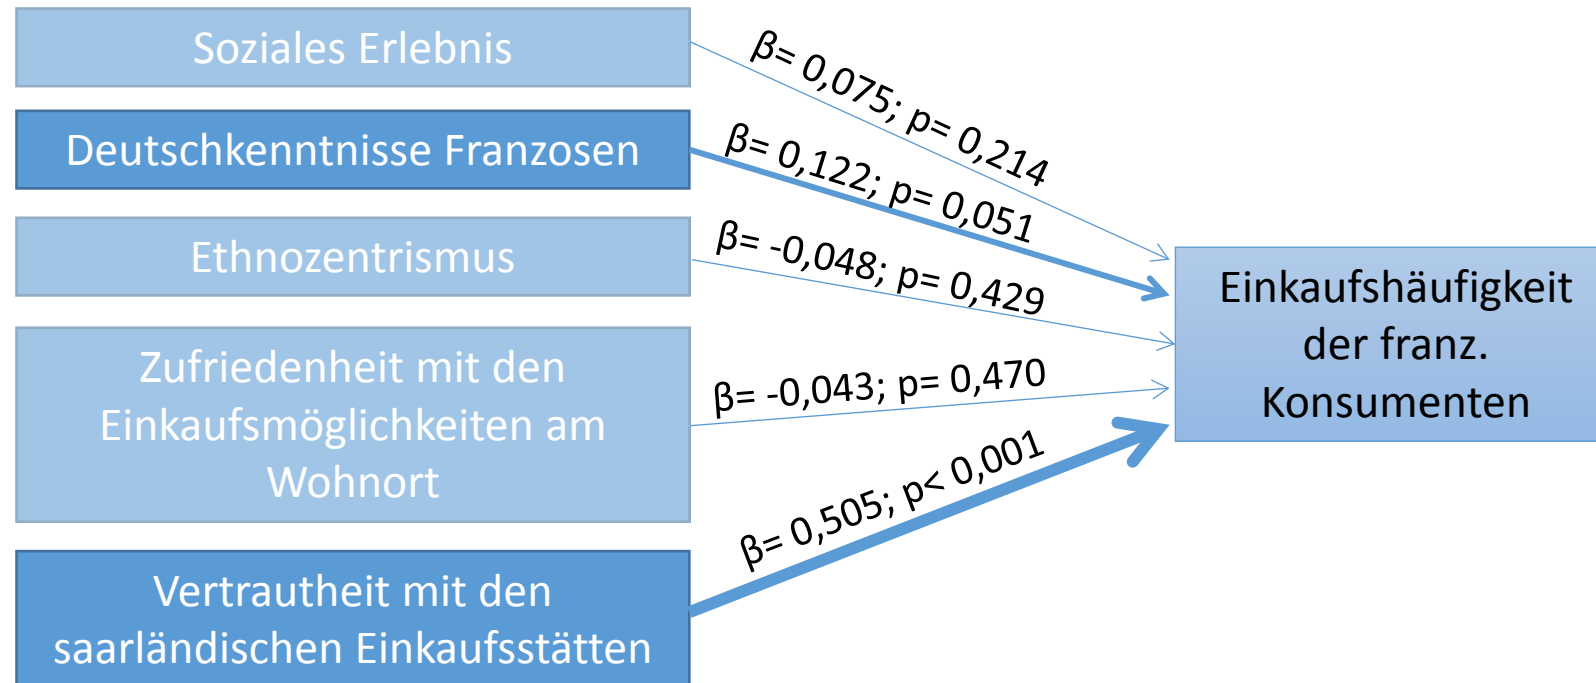 Soziales Erlebnis
β= 0,075; p= 0,214
Deutschkenntnisse Franzosen
β= 0,122; p= 0,051
Ethnozentrismus
β= -0,048; p= 0,429
Zufriedenheit mit den
Einkaufsmöglichkeiten am
Wohnort
β= -0,043; p= 0,470
Vertrautheit mit den
saarländischen Einkaufsstätten
β= 0,505; p< 0,001
Einkaufshäufigkeit
der franz.
Konsumenten